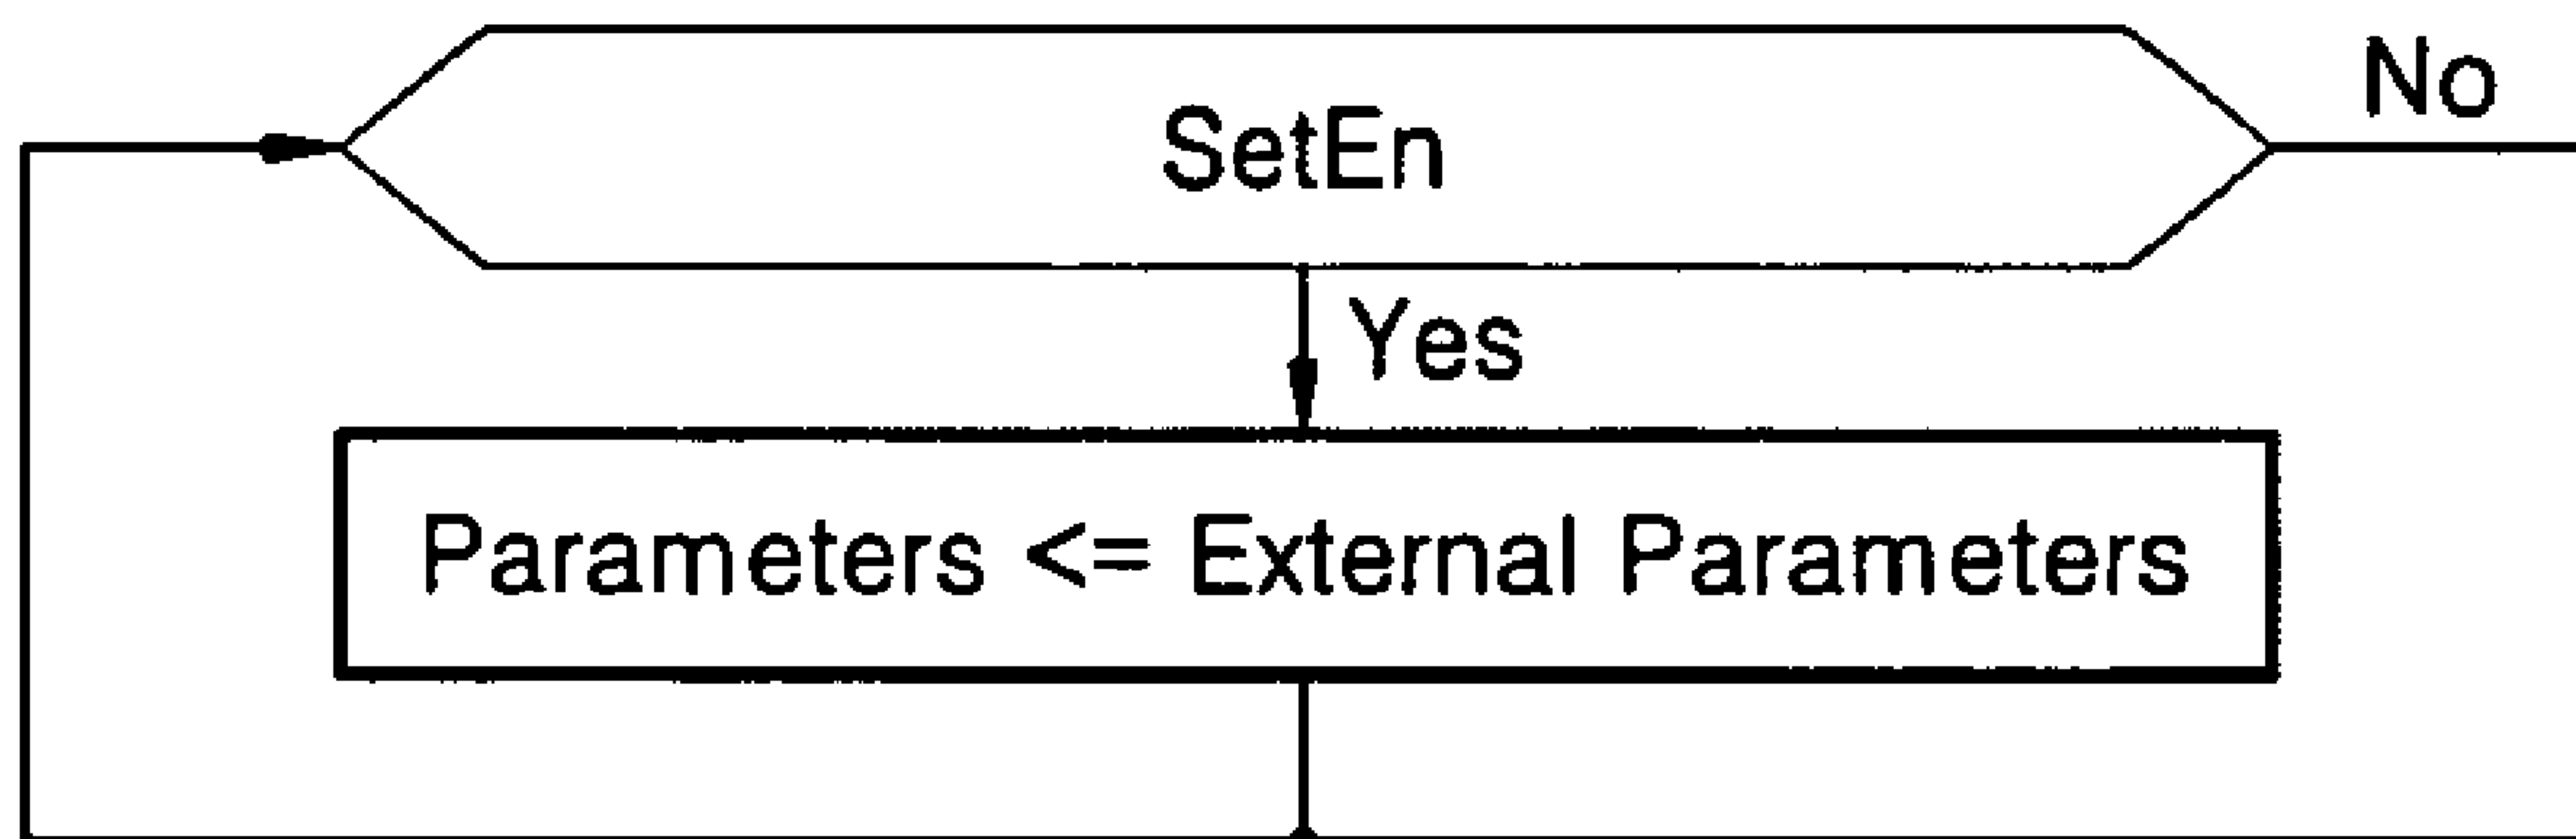 SetEn
No
Yes
Parameters <= External Parameters